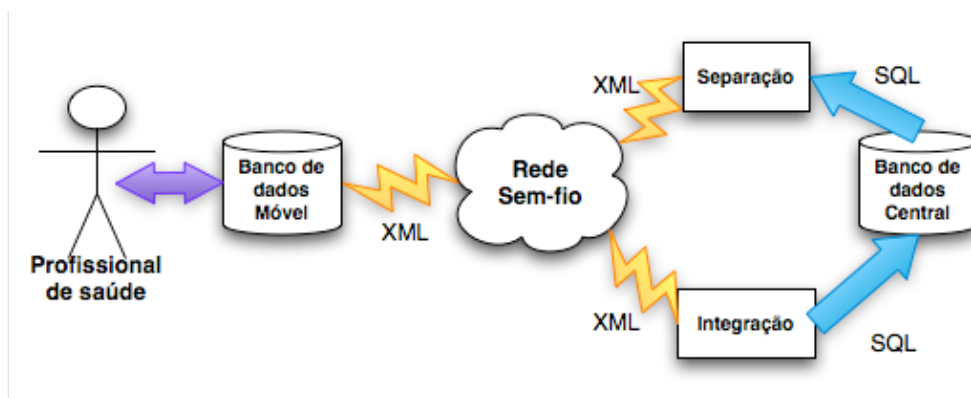 Profissional
de saúde
Banco de
dados
Móvel
XML
Rede
Sem-fio
XML
Separação
SQL
Banco de
dados
Central
XML
Integração
SQL